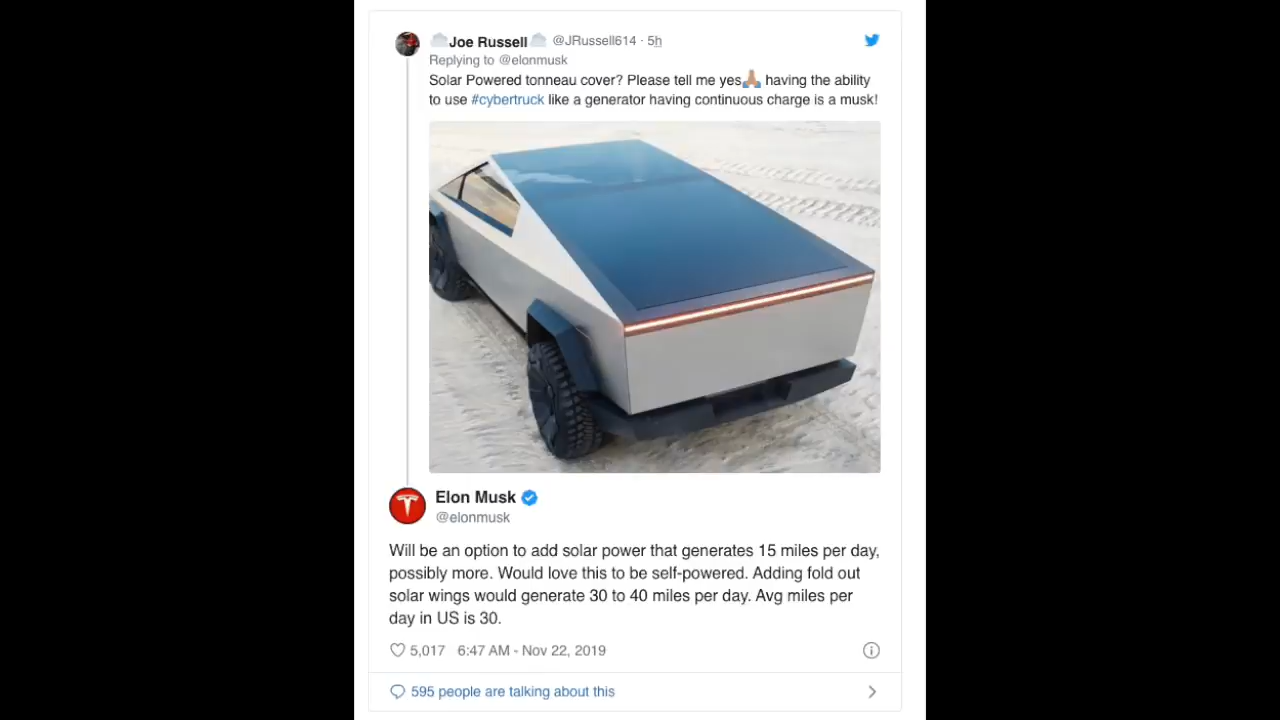 Joe Russell @JRussell614 · 5h
Replying to @elonmusk
Solar Powered tonneau cover? Please tell me yes🙏🏽 having the ability
to use #cybertruck like a generator having continuous charge is a musk!
Elon Musk
@elonmusk
Will be an option to add solar power that generates 15 miles per day,
possibly more. Would love this to be self-powered. Adding fold out
solar wings would generate 30 to 40 miles per day. Avg miles per
day in US is 30.
5,017 6:47 AM - Nov 22, 2019
595 people are talking about this